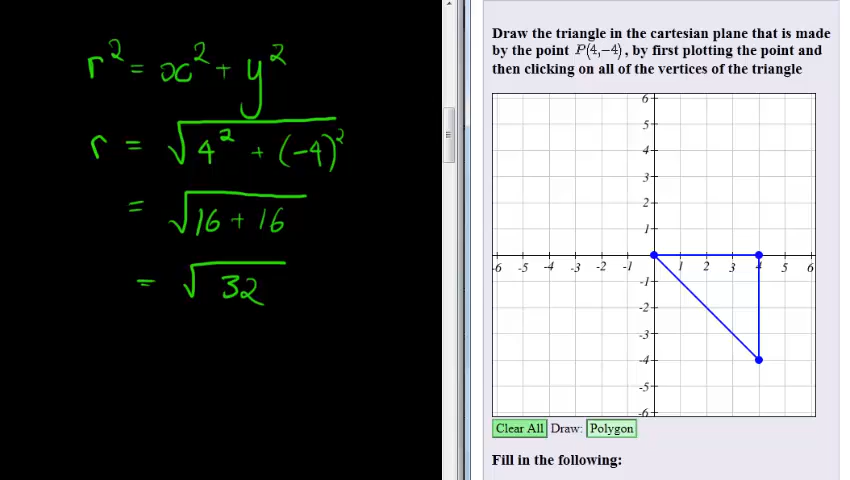 r² = x² + y²
r = √4² + (-4)²
= √16 + 16
= √32
Draw the triangle in the cartesian plane that is made
by the point P(4,−4), by first plotting the point and
then clicking on all of the vertices of the triangle
6
5
4
3
2
1
-6 -5 -4 -3 -2 -1 1 2 3 4 5 6
-1
-2
-3
-4
-5
-6
Clear All Draw: Polygon
Fill in the following: